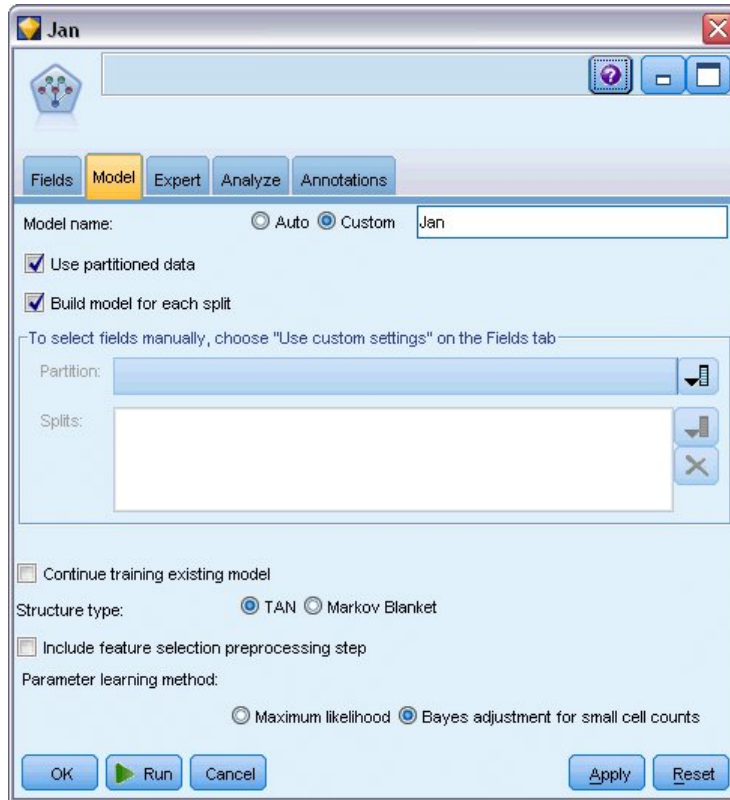 Jan
?
Fields Model Expert Analyze Annotations
Model name: Auto Custom Jan
Use partitioned data
Build model for each split
To select fields manually, choose "Use custom settings" on the Fields tab
Partition:
Splits:
Continue training existing model
Structure type: TAN Markov Blanket
Include feature selection preprocessing step
Parameter learning method:
Maximum likelihood Bayes adjustment for small cell counts
OK Run Cancel Apply Reset